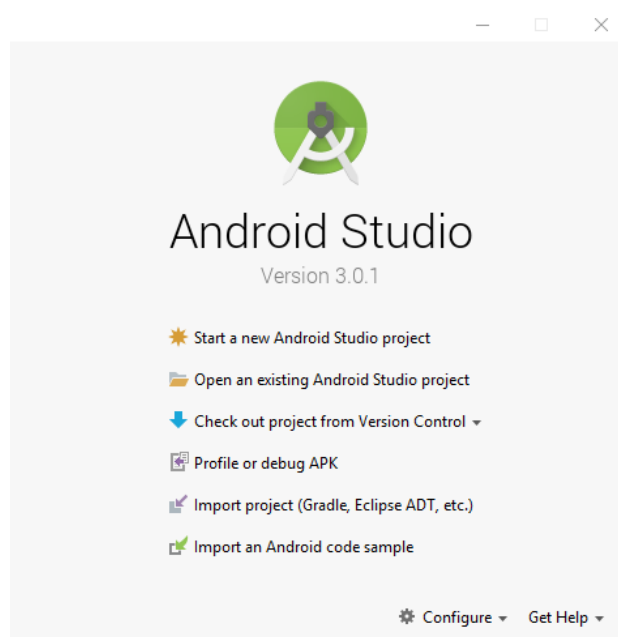 Android Studio
Version 3.0.1
Start a new Android Studio project
Open an existing Android Studio project
Check out project from Version Control
Profile or debug APK
Import project (Gradle, Eclipse ADT, etc.)
Import an Android code sample
Configure Get Help